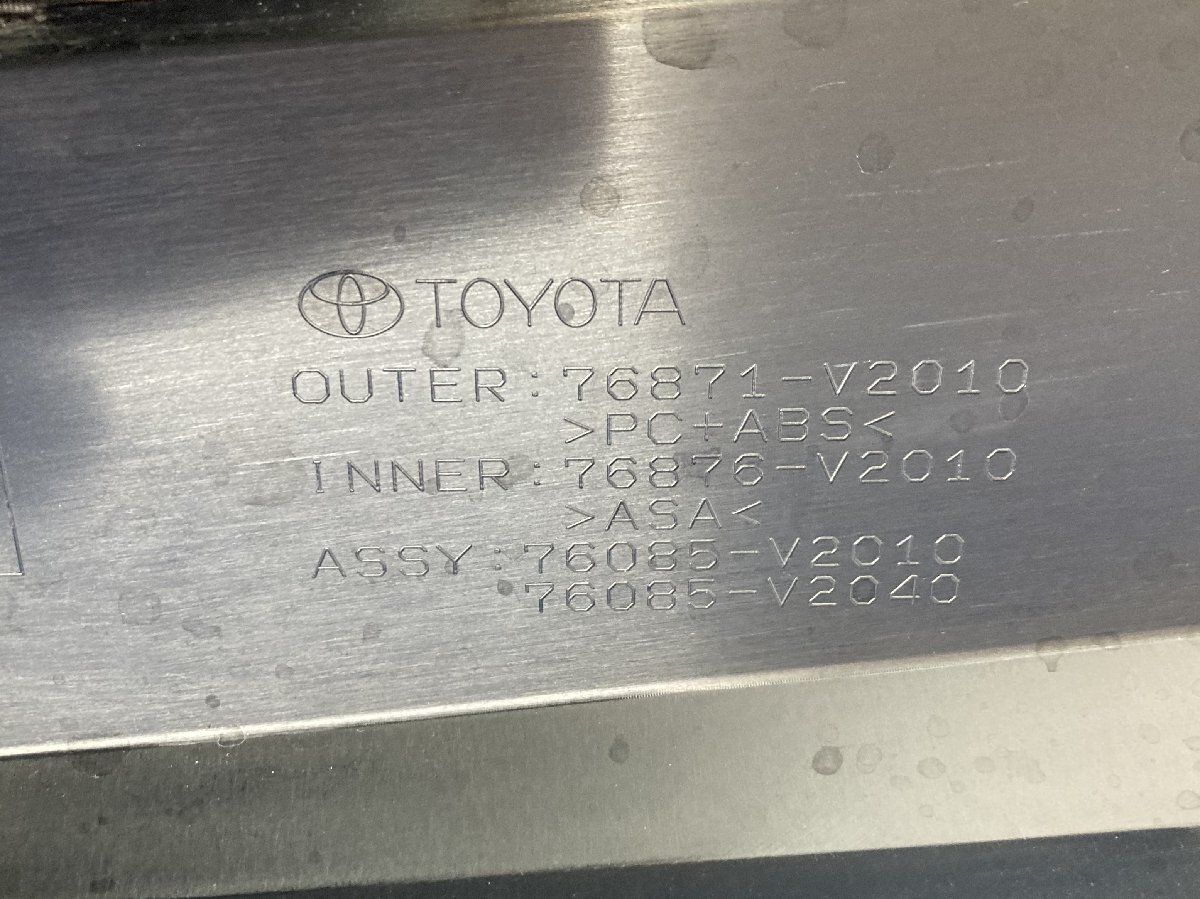 TOYOTA
OUTER:76871-V2010
>PC+ABS<
INNER:76876-V2010
>ASA<
ASSY:76085-V2010
76085-V2040